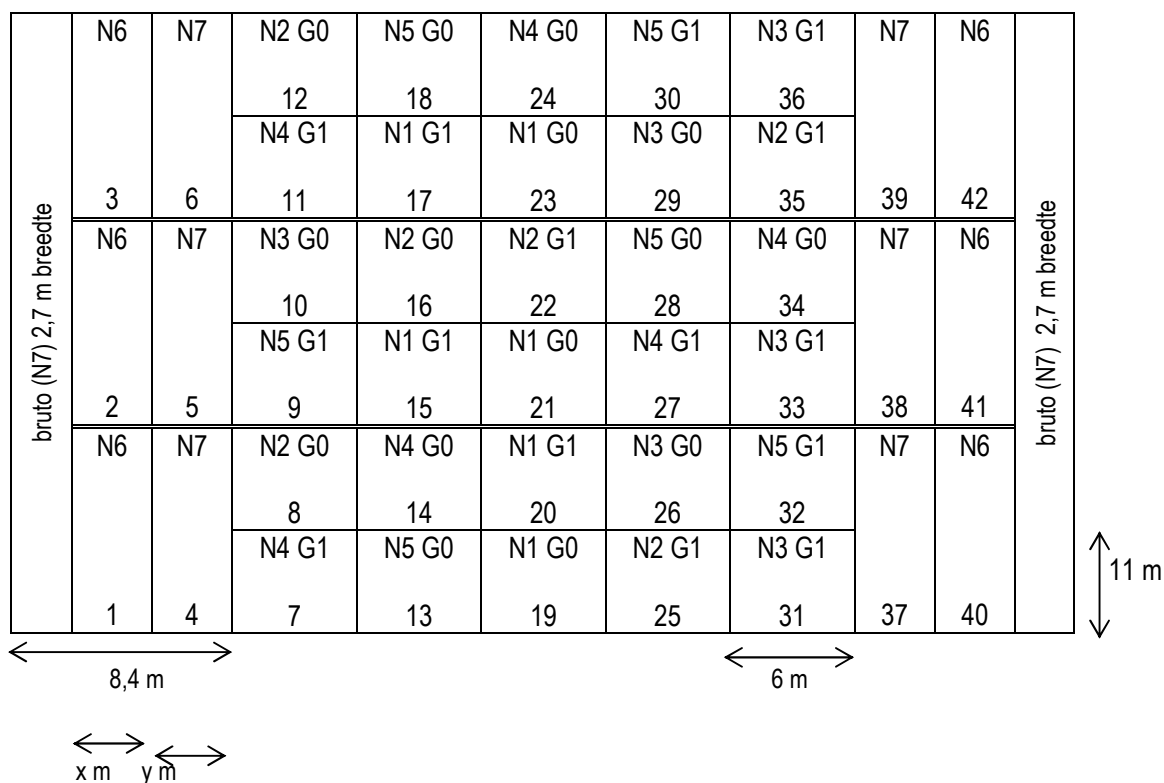 N6 N7 N2 G0 N5 G0 N4 G0 N5 G1 N3 G1 N7 N6
12 18 24 30 36
N4 G1 N1 G1 N1 G0 N3 G0 N2 G1
3 6 11 17 23 29 35 39 42
N6 N7 N3 G0 N2 G0 N2 G1 N5 G0 N4 G0 N7 N6
10 16 22 28 34
N5 G1 N1 G1 N1 G0 N4 G1 N3 G1
2 5 9 15 21 27 33 38 41
N6 N7 N2 G0 N4 G0 N1 G1 N3 G0 N5 G1 N7 N6
8 14 20 26 32
N4 G1 N5 G0 N1 G0 N2 G1 N3 G1
1 4 7 13 19 25 31 37 40
bruto (N7) 2,7 m breedte
bruto (N7) 2,7 m breedte
11 m
8,4 m 6 m
x m y m